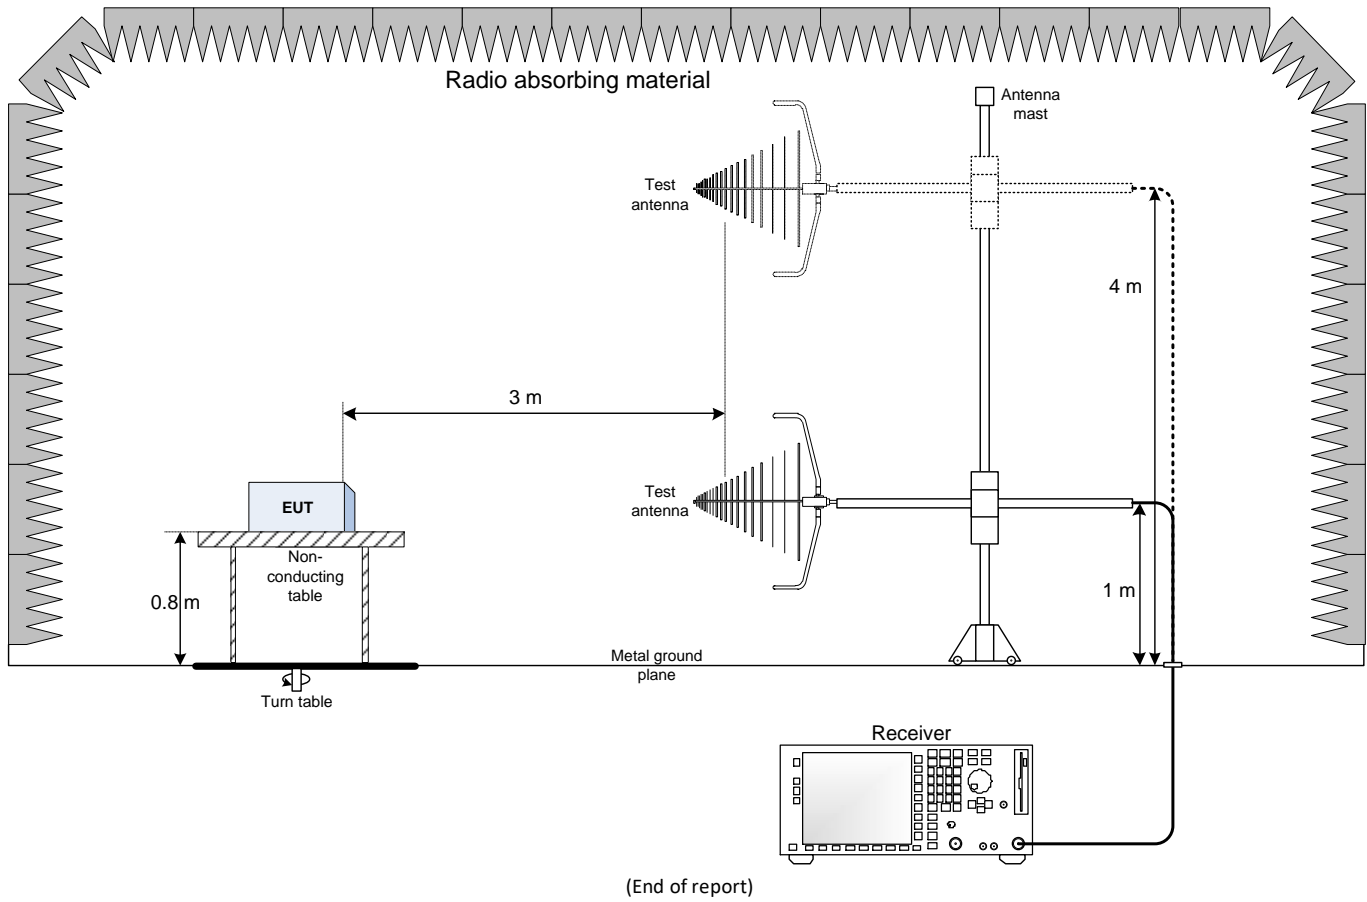 Radio absorbing material
Antenna
mast
Test
antenna
4 m
3 m
Test
antenna
EUT
Non-
conducting
table
0.8 m
1 m
Metal ground
plane
Turn table
Receiver
(End of report)